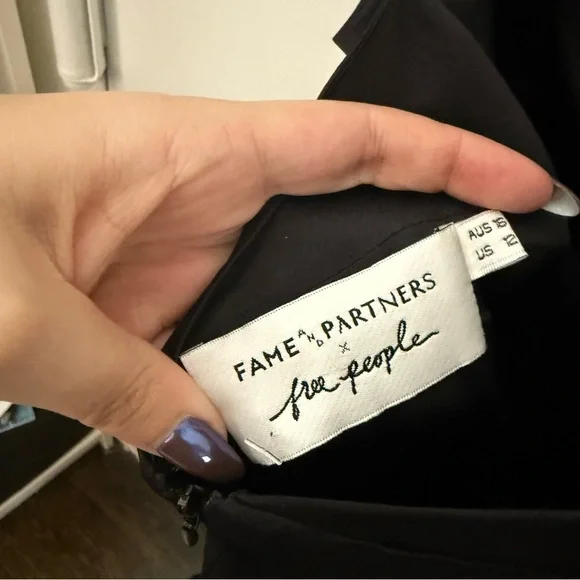 FAME AND PARTNERS
x
free people
AUS 16
US 12